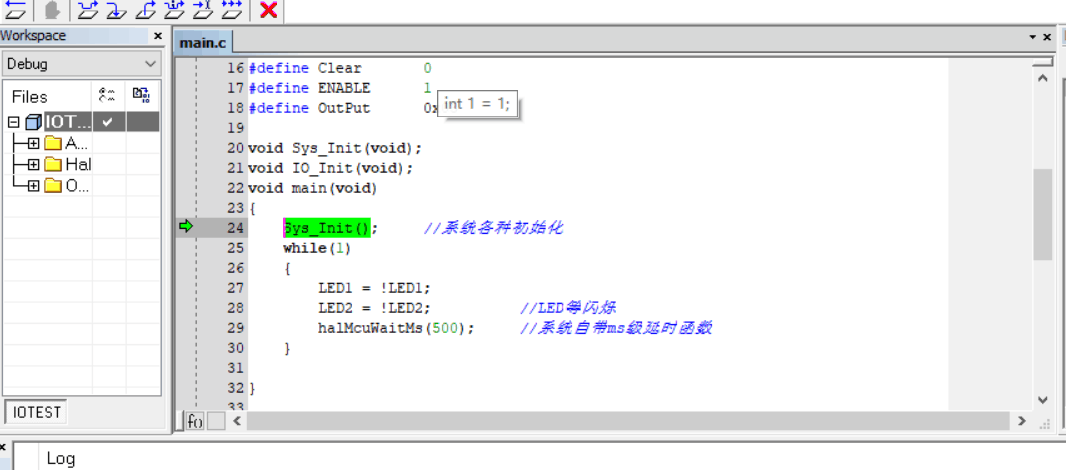 Workspace
main.c
Debug
Files
IOT...
A...
Hal
O...
IOTEST
16 #define Clear 0
17 #define ENABLE 1
18 #define OutPut 0x
int 1 = 1;
19
20 void Sys_Init(void);
21 void IO_Init(void);
22 void main(void)
23 {
24 Sys_Init(); //系统各种初始化
25 while(1)
26 {
27 LED1 = !LED1;
28 LED2 = !LED2; //LED等闪烁
29 halMcuWaitMs(500); //系统自带ms级延时函数
30 }
31
32 }
33
f()
Log